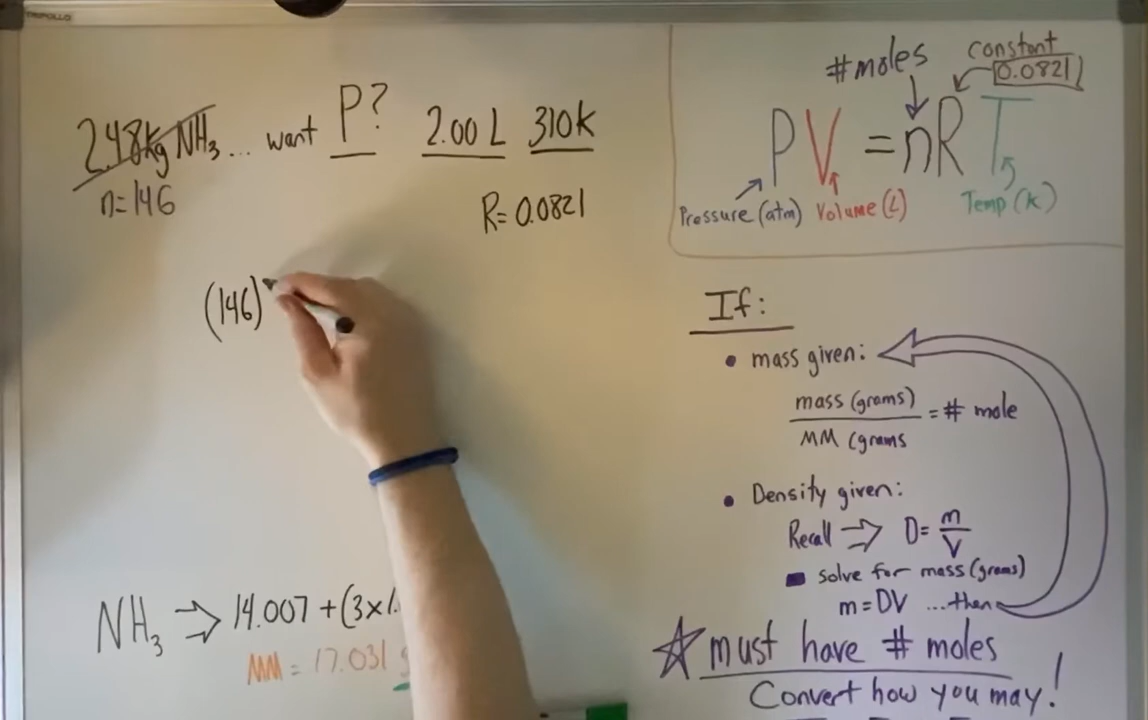 2.48kg NH₃... want P? 2.00 L 310k
n=146
R= 0.0821
(146)
NH₃ ⇒ 14.007 + (3×1.
MM = 17.031
#moles
constant
0.0821
PV = nRT
Pressure (atm) Volume (L) Temp (K)
If:
• mass given:
mass (grams)
MM (grams
= # mole
• Density given:
Recall ⇒ D = m/V
■ solve for mass (grams)
m = DV ...then
☆ must have # moles
Convert how you may!